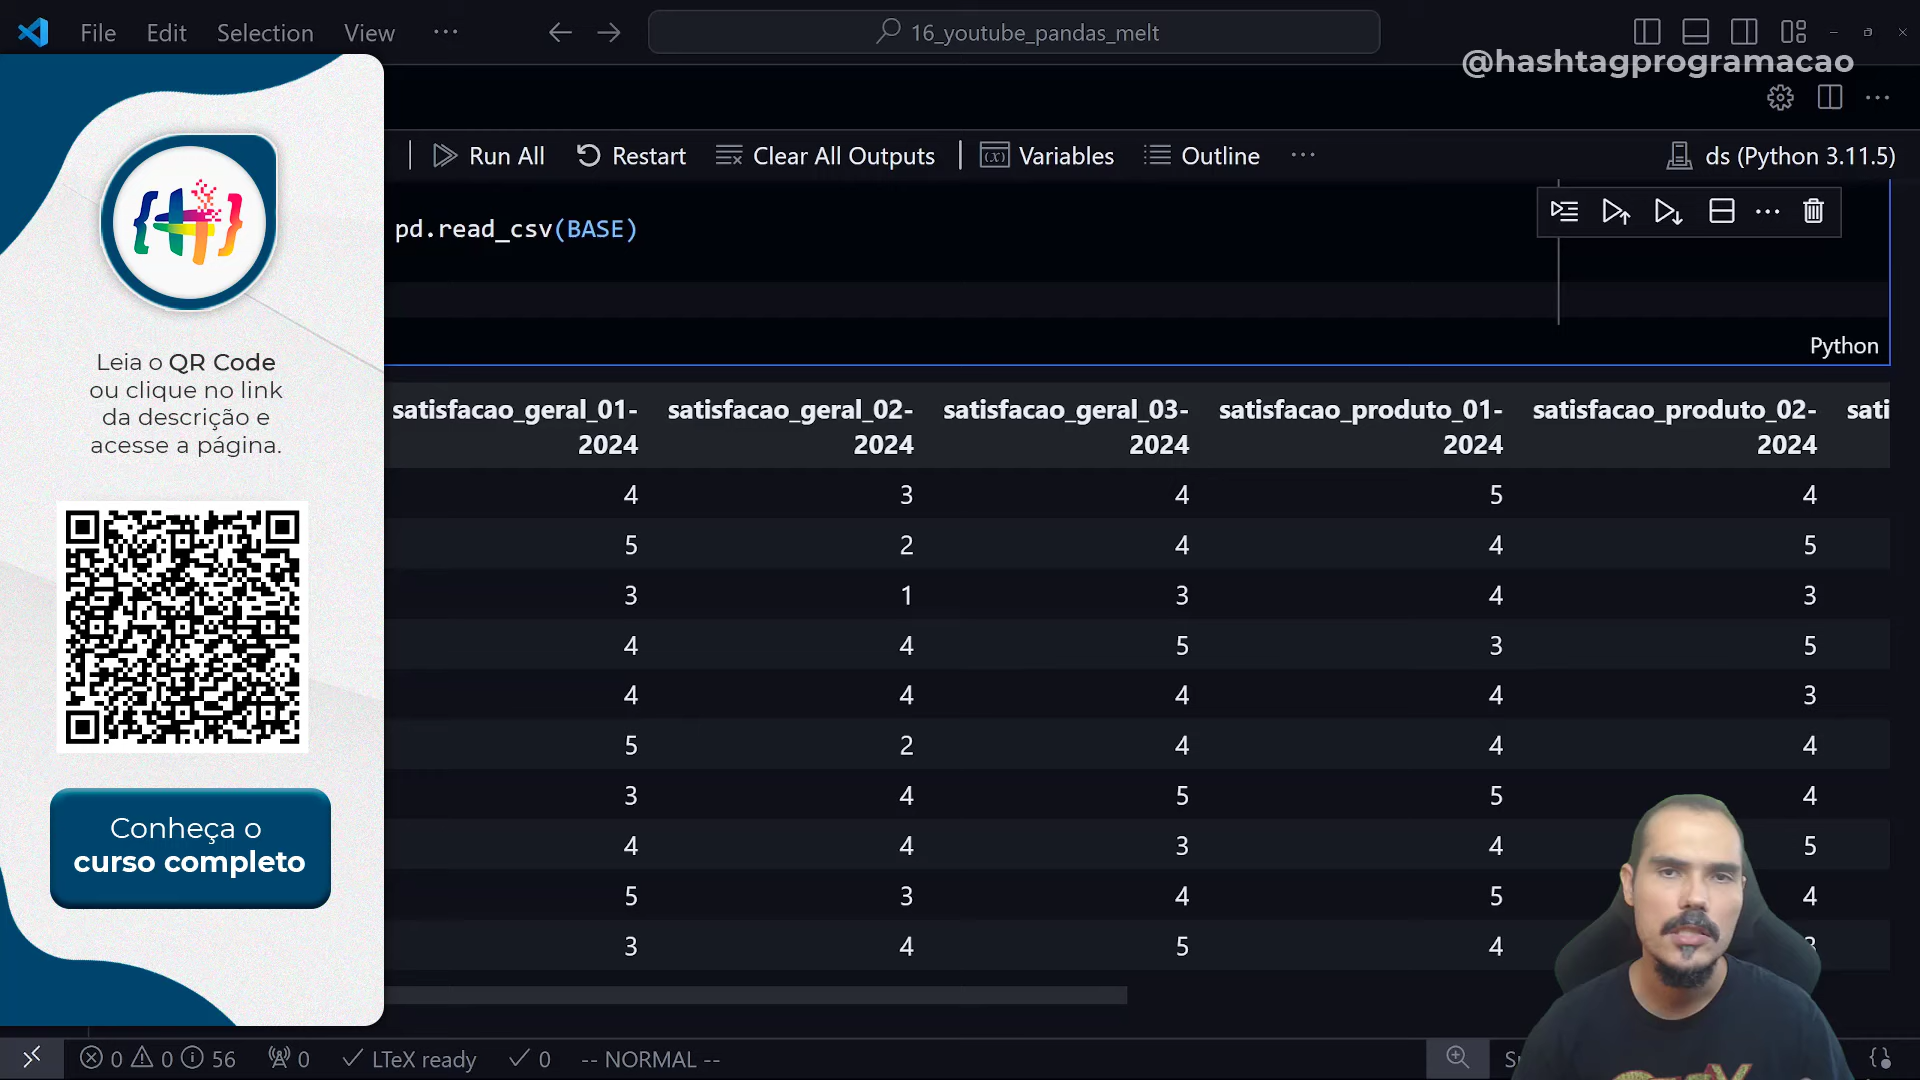 File Edit Selection View ···
16_youtube_pandas_melt
@hashtagprogramacao
Run All Restart Clear All Outputs Variables Outline ···
ds (Python 3.11.5)
pd.read_csv(BASE)
Python
Leia o QR Code
ou clique no link
da descrição e
acesse a página.
Conheça o
curso completo
satisfacao_geral_01-2024 satisfacao_geral_02-2024 satisfacao_geral_03-2024 satisfacao_produto_01-2024 satisfacao_produto_02-2024 sati
4 3 4 5 4
5 2 4 4 5
3 1 3 4 3
4 4 5 3 5
4 4 4 4 3
5 2 4 4 4
3 4 5 5 4
4 4 3 4 5
5 3 4 5 4
3 4 5 4 3
0 0 56 0 LTeX ready 0 -- NORMAL --